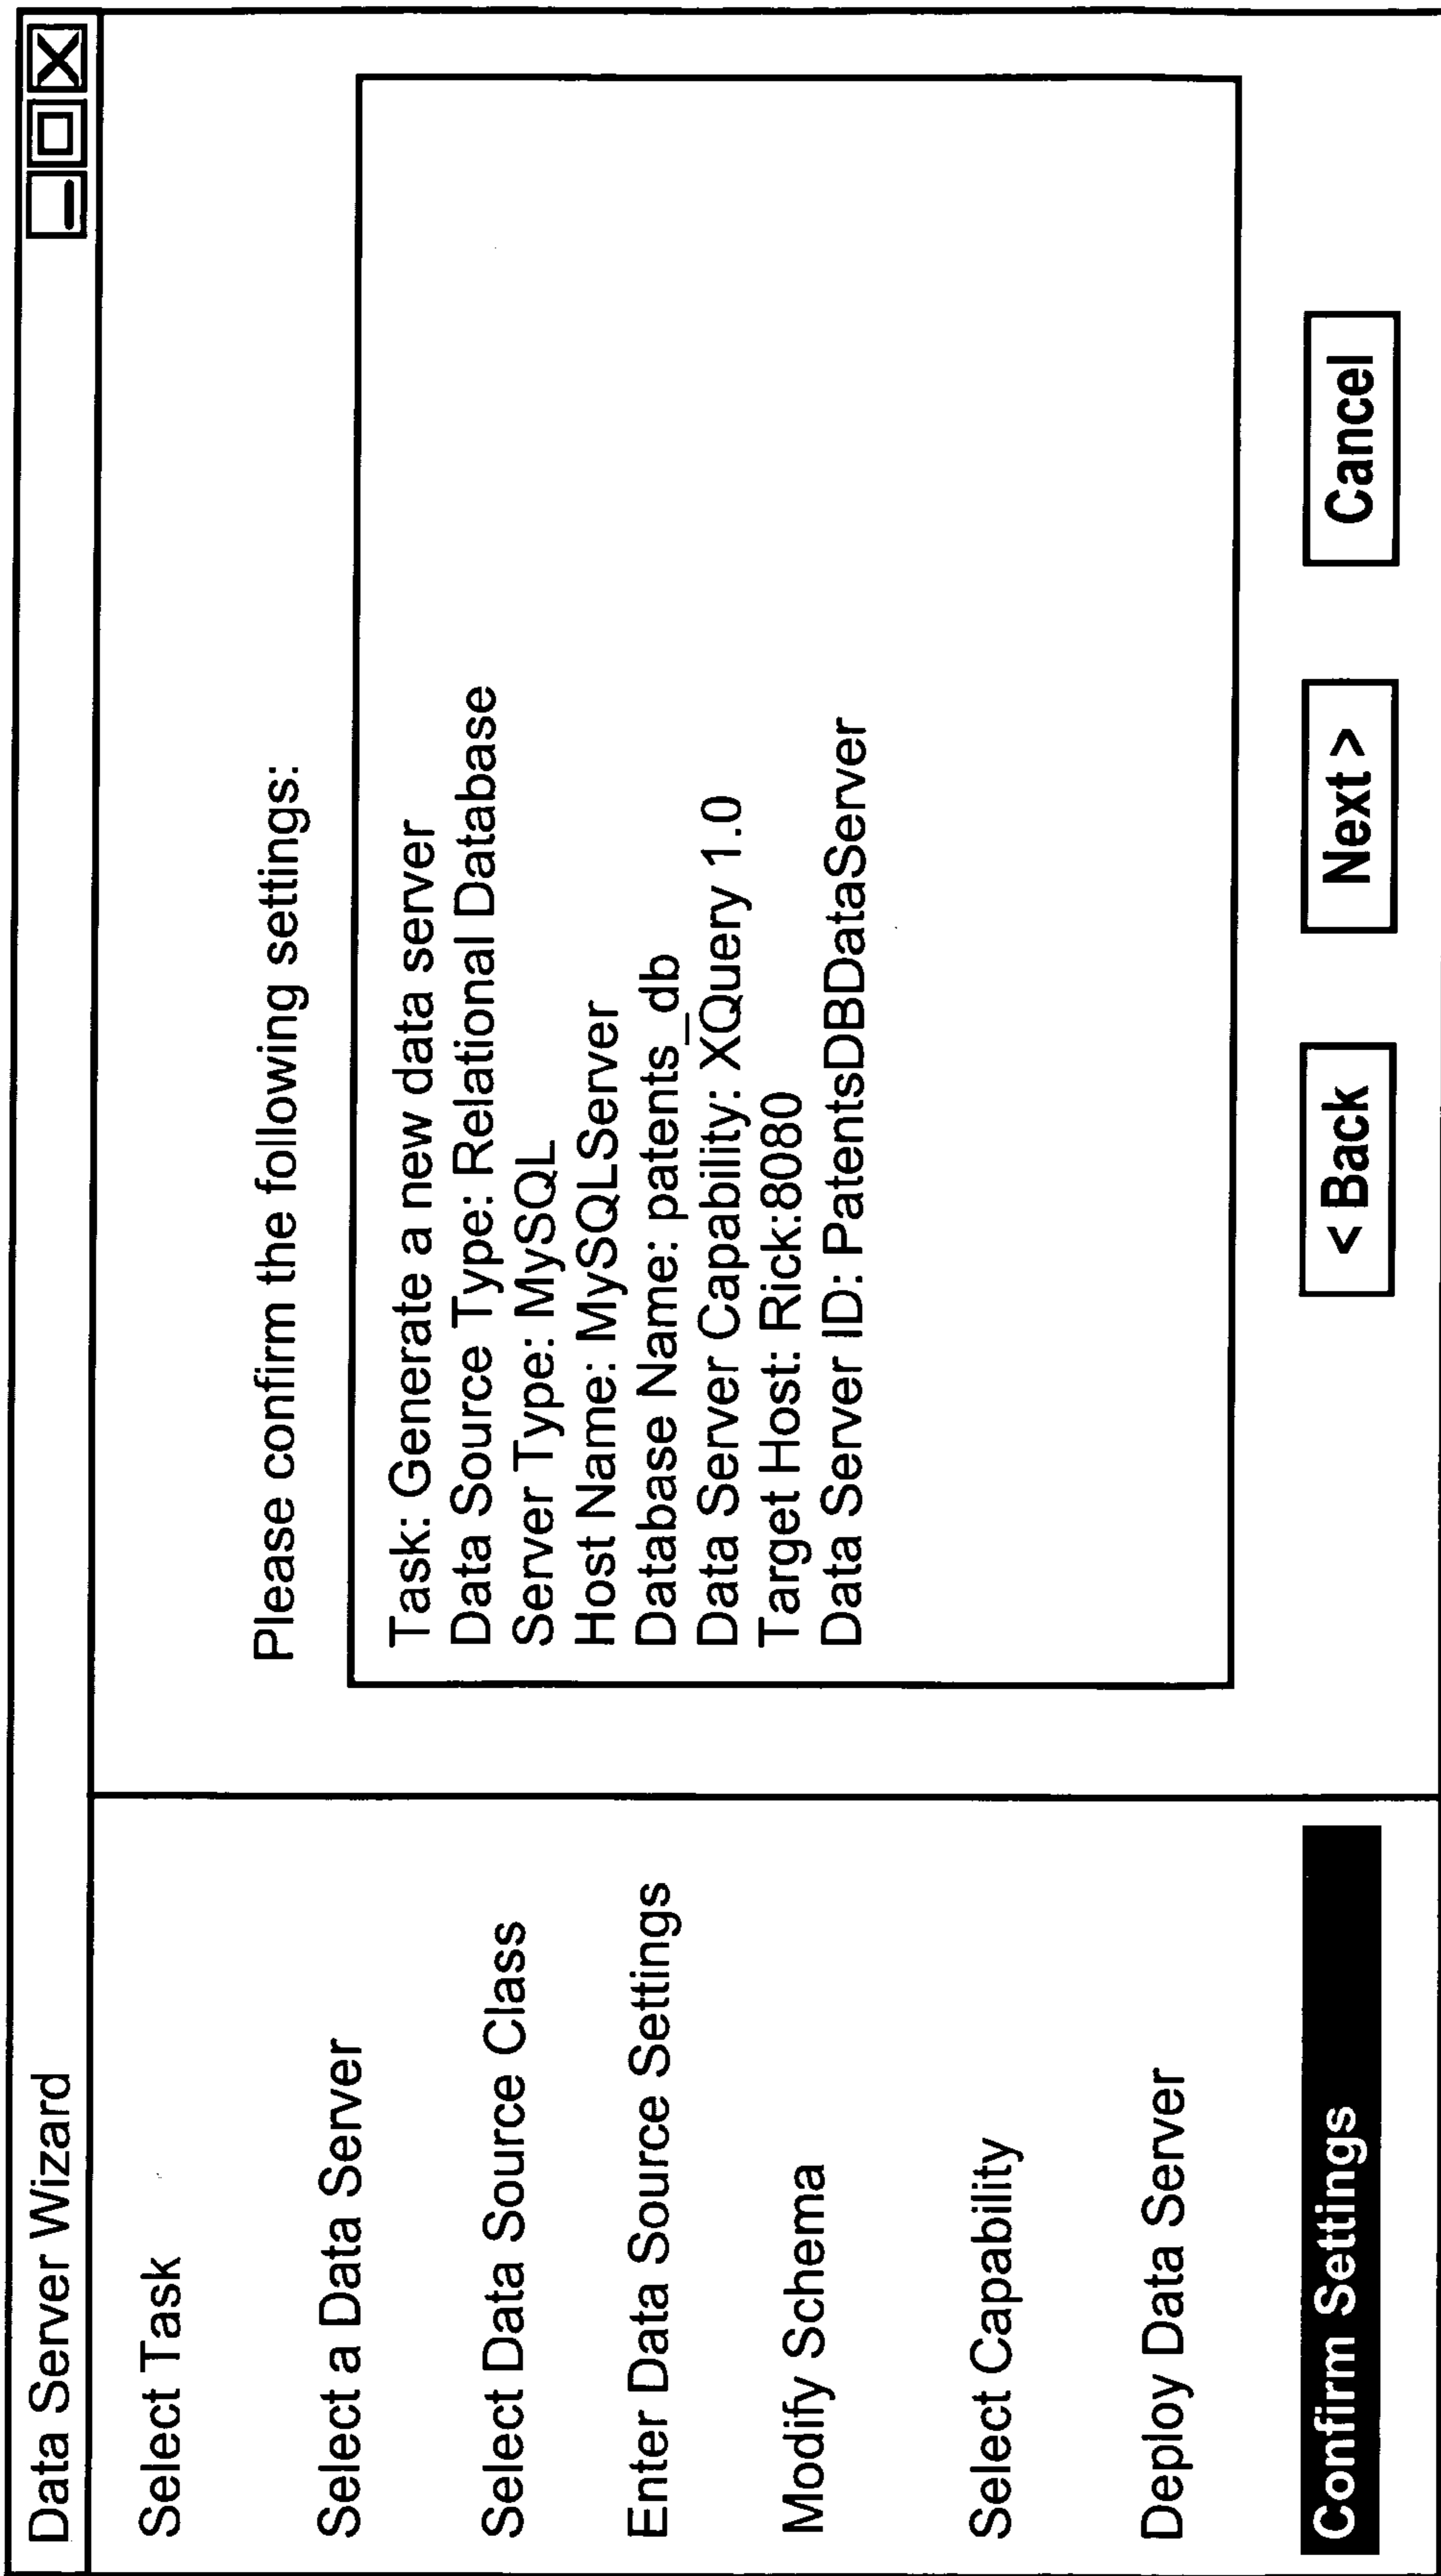 Data Server Wizard
Select Task
Select a Data Server
Select Data Source Class
Enter Data Source Settings
Modify Schema
Select Capability
Deploy Data Server
Confirm Settings
Please confirm the following settings:
Task: Generate a new data server
Data Source Type: Relational Database
Server Type: MySQL
Host Name: MySQLServer
Database Name: patents_db
Data Server Capability: XQuery 1.0
Target Host: Rick:8080
Data Server ID: PatentsDBDataServer
< Back
Next >
Cancel